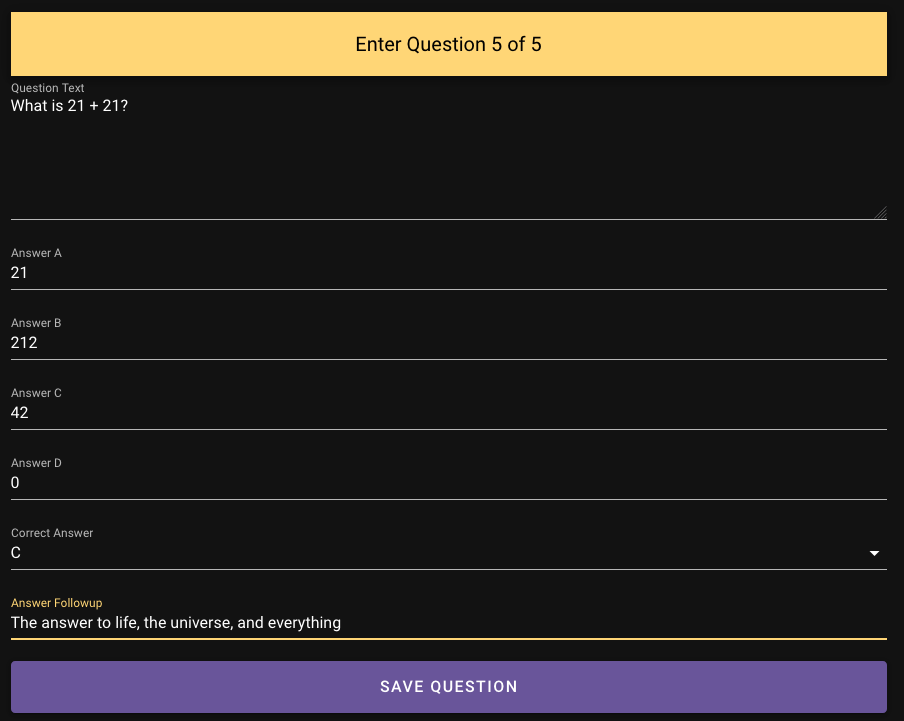 Enter Question 5 of 5
Question Text
What is 21 + 21?
Answer A
21
Answer B
212
Answer C
42
Answer D
0
Correct Answer
C
Answer Followup
The answer to life, the universe, and everything
SAVE QUESTION